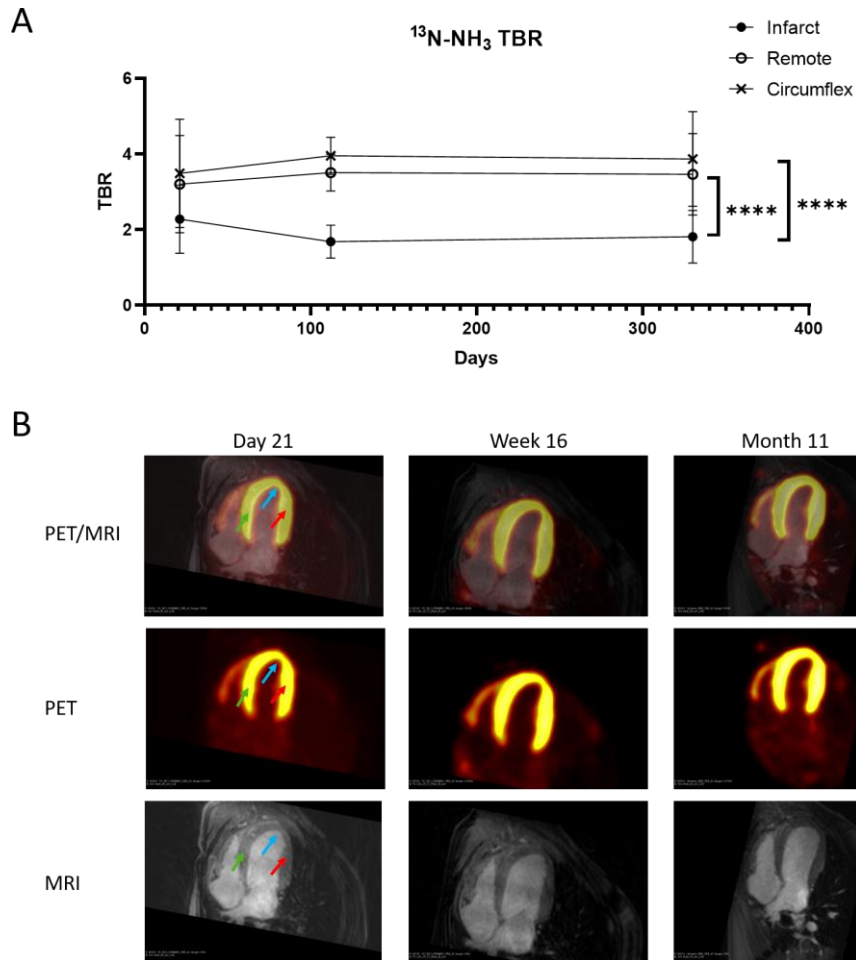 A
¹³N-NH₃ TBR
Infarct
Remote
Circumflex
6
4
2
0
TBR
****
****
0 100 200 300 400
Days
B
Day 21 Week 16 Month 11
PET/MRI
PET
MRI